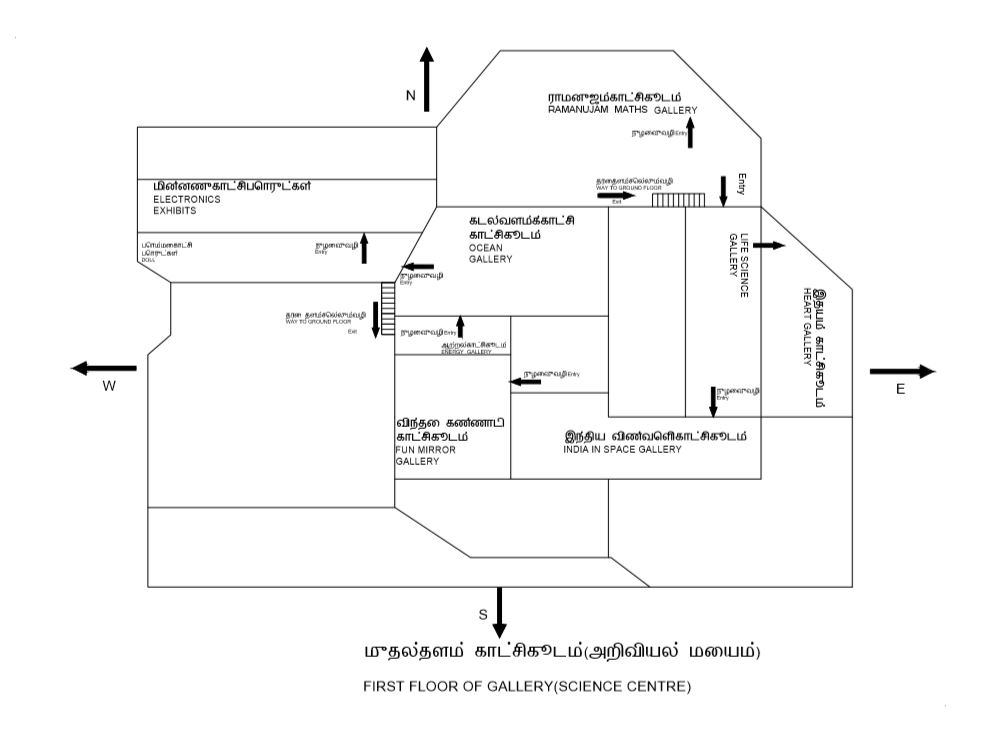 N
ராமனுஜம்காட்சிகூடம்
RAMANUJAM MATHS GALLERY
நுழைவுவழி Entry
தரைதளம்செல்லும்வழி
WAY TO GROUND FLOOR
Exit
Entry
மின்னணுகாட்சிபொருட்கள்
ELECTRONICS
EXHIBITS
பொம்மைகாட்சி
பொருட்கள்
DOLL
நுழைவுவழி
Entry
கடல்வளம்க்காட்சி
காட்சிகூடம்
OCEAN
GALLERY
நுழைவுவழி
Entry
LIFE SCIENCE
GALLERY
இதயம் காட்சிகூடம்
HEART GALLERY
தரை தளம்செல்லும்வழி
WAY TO GROUND FLOOR
Exit
நுழைவுவழி Entry
ஆற்றல்காட்சிகூடம்
ENERGY GALLERY
W
E
நுழைவுவழி Entry
நுழைவுவழி
Entry
விந்தை கண்ணாடி
காட்சிகூடம்
FUN MIRROR
GALLERY
இந்திய விண்வெளிகாட்சிகூடம்
INDIA IN SPACE GALLERY
S
முதல்தளம் காட்சிகூடம்(அறிவியல் மையம்)
FIRST FLOOR OF GALLERY(SCIENCE CENTRE)